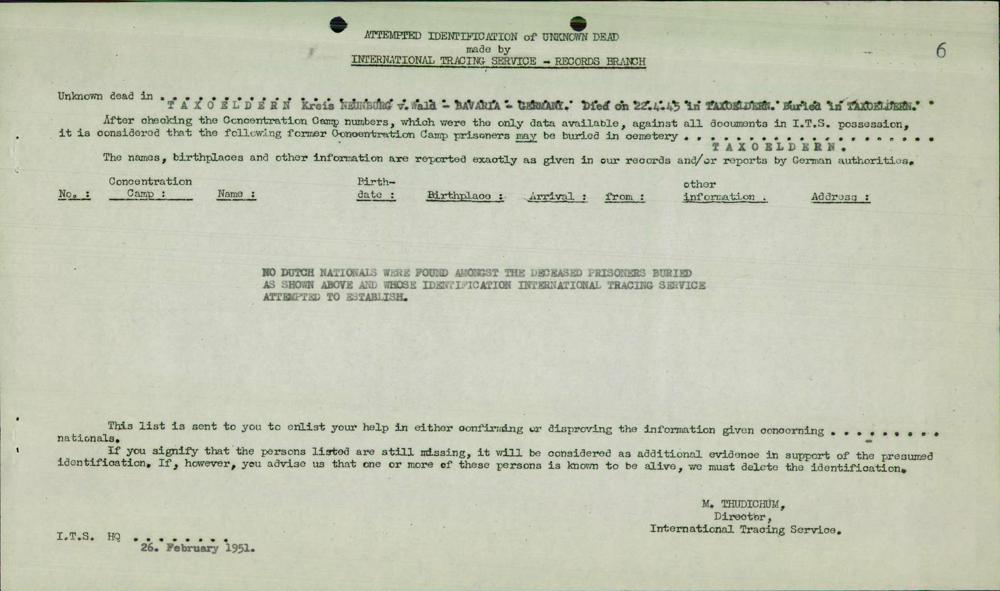 ATTEMPTED IDENTIFICATION of UNKNOWN DEAD
made by
INTERNATIONAL TRACING SERVICE - RECORDS BRANCH
6
Unknown dead in . . . . . . . . . . . . . . . . . . . .
TAXOELDERN Kreis NEUNBURG v.Wald - BAVARIA - GERMANY. Died on 22.4.45 in TAXOELDERN. Buried in TAXOELDERN.
After checking the Concentration Camp numbers, which were the only data available, against all documents in I.T.S. possession,
it is considered that the following former Concentration Camp prisoners may be buried in cemetery . . . . . . . . . . . . . . . . . . .
TAXOELDERN.
The names, birthplaces and other information are reported exactly as given in our records and/or reports by German authorities.
No. : Concentration Camp : Name : Birth-date : Birthplace : Arrival : from : other information . Address :
NO DUTCH NATIONALS WERE FOUND AMONGST THE DECEASED PRISONERS BURIED
AS SHOWN ABOVE AND WHOSE IDENTIFICATION INTERNATIONAL TRACING SERVICE
ATTEMPTED TO ESTABLISH.
This list is sent to you to enlist your help in either confirming or disproving the information given concerning . . . . . . . . .
nationals.
If you signify that the persons listed are still missing, it will be considered as additional evidence in support of the presumed
identification. If, however, you advise us that one or more of these persons is known to be alive, we must delete the identification.
M. THUDICHUM,
Director,
International Tracing Service.
I.T.S. HQ . . . . . . . .
26. February 1951.